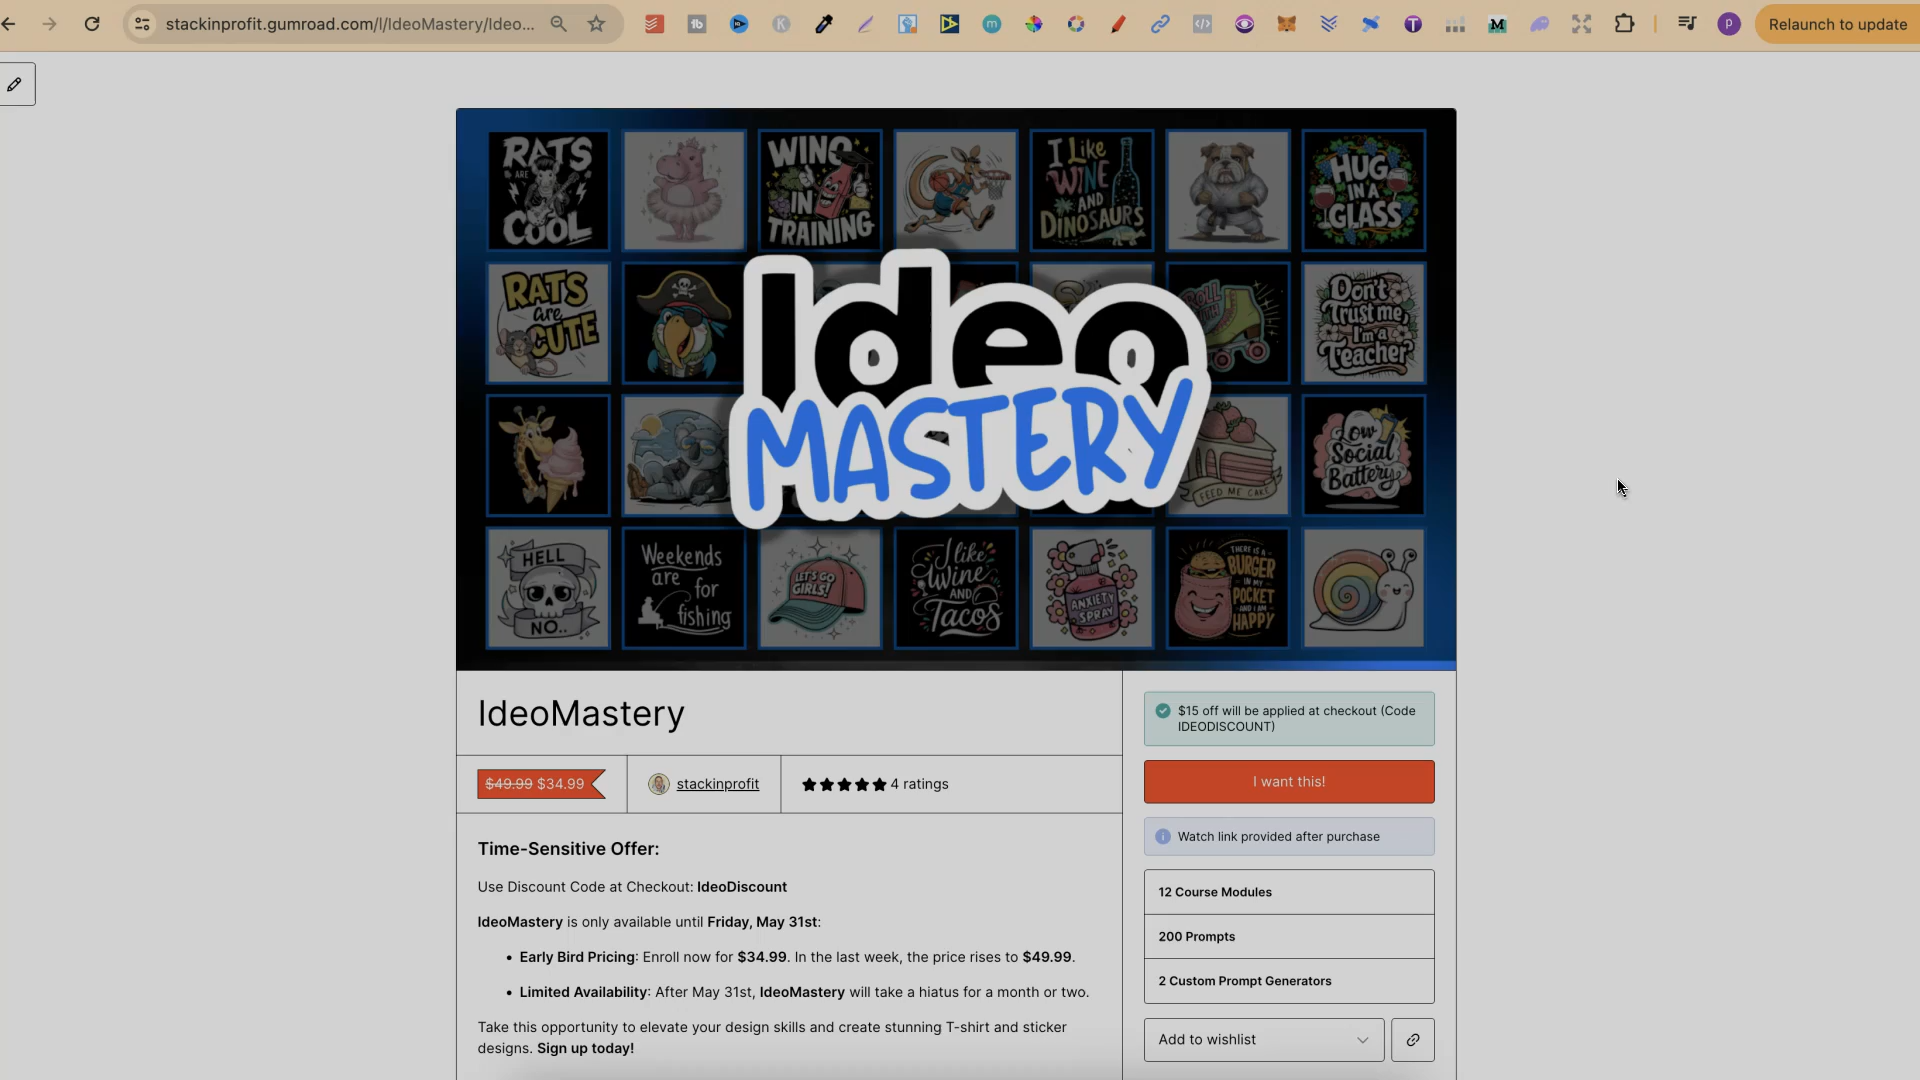 stackinprofit.gumroad.com/l/IdeoMastery/Ideo...
Relaunch to update
RATS
ARE
COOL
WINO
IN
TRAINING
I Like
WINE
AND
DINOSAURS
HUG
IN A
GLASS
RATS
are
CUTE
Don't
Trust me,
I'm a
Teacher
Ideo
MASTERY
FEED ME CAKE
Low
Social
Battery
HELL
NO..
Weekends
are
for
fishing
LET'S GO
GIRLS!
I like
Wine
AND
Tacos
ANXIETY
SPRAY
THERE IS A
BURGER
IN MY
POCKET
AND I AM
HAPPY
IdeoMastery
$49.99 $34.99
stackinprofit
4 ratings
Time-Sensitive Offer:
Use Discount Code at Checkout: IdeoDiscount
IdeoMastery is only available until Friday, May 31st:
• Early Bird Pricing: Enroll now for $34.99. In the last week, the price rises to $49.99.
• Limited Availability: After May 31st, IdeoMastery will take a hiatus for a month or two.
Take this opportunity to elevate your design skills and create stunning T-shirt and sticker
designs. Sign up today!
$15 off will be applied at checkout (Code
IDEODISCOUNT)
I want this!
Watch link provided after purchase
12 Course Modules
200 Prompts
2 Custom Prompt Generators
Add to wishlist